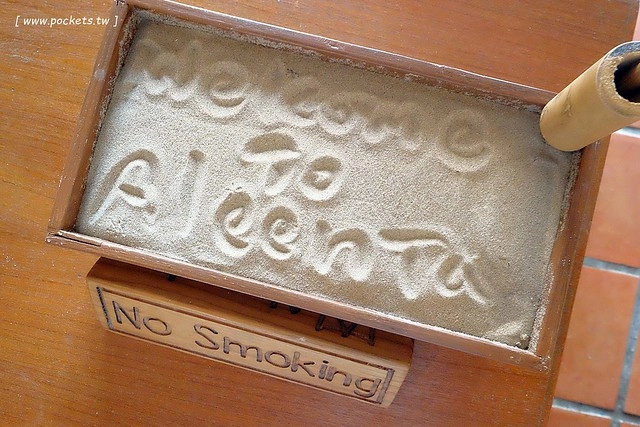 [ www.pockets.tw ]
Welcome
To
Aleenta
No Smoking